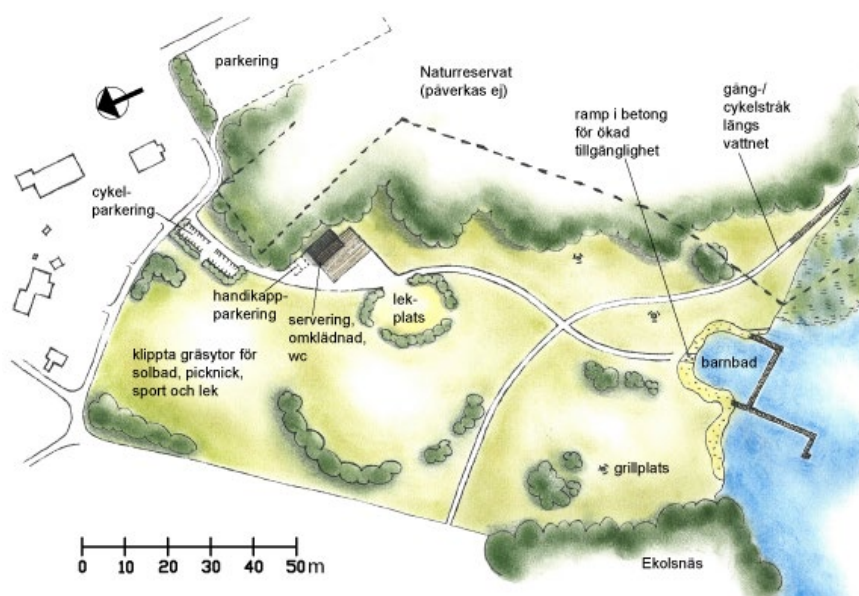 parkering
Naturreservat
(påverkas ej)
gång-/
cykelstråk
längs
vattnet
ramp i betong
för ökad
tillgänglighet
cykel-
parkering
handikapp-
parkering
servering,
omklädnad,
wc
lek-
plats
barnbad
klippta gräsytor för
solbad, picknick,
sport och lek
grillplats
Ekolsnäs
0 10 20 30 40 50 m